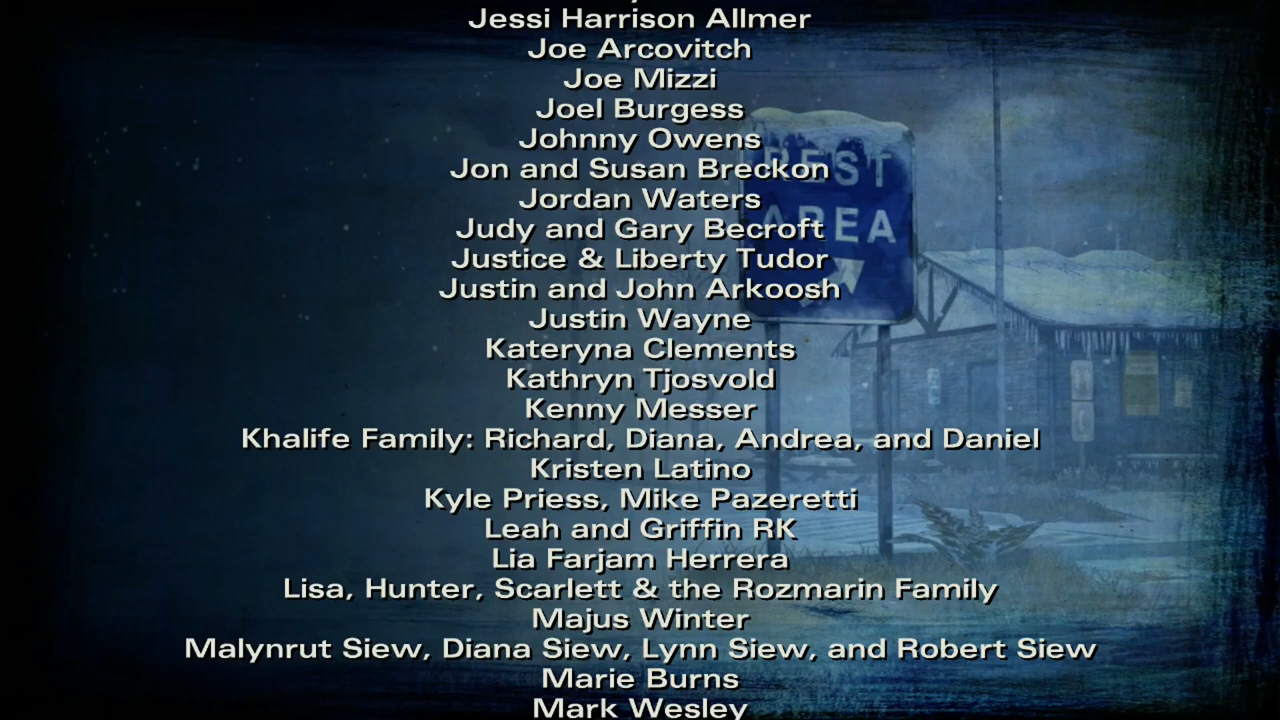 Jessi Harrison Allmer
Joe Arcovitch
Joe Mizzi
Joel Burgess
Johnny Owens
Jon and Susan Breckon
Jordan Waters
Judy and Gary Becroft
Justice & Liberty Tudor
Justin and John Arkoosh
Justin Wayne
Kateryna Clements
Kathryn Tjosvold
Kenny Messer
Khalife Family: Richard, Diana, Andrea, and Daniel
Kristen Latino
Kyle Priess, Mike Pazeretti
Leah and Griffin RK
Lia Farjam Herrera
Lisa, Hunter, Scarlett & the Rozmarin Family
Majus Winter
Malynrut Siew, Diana Siew, Lynn Siew, and Robert Siew
Marie Burns
Mark Wesley
REST
AREA